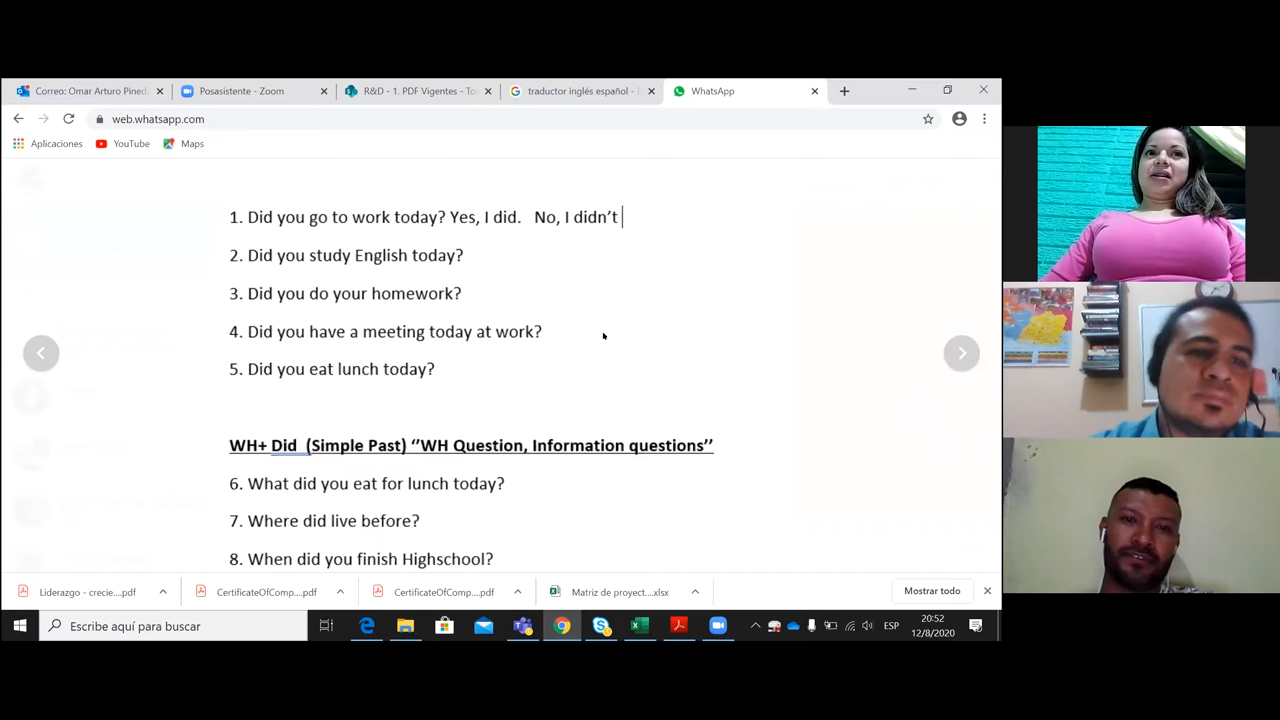 Correo: Omar Arturo Pined
Posasistente - Zoom
R&D - 1. PDF Vigentes - To
traductor inglés español -
WhatsApp
web.whatsapp.com
Aplicaciones
YouTube
Maps
1. Did you go to work today? Yes, I did. No, I didn't
2. Did you study English today?
3. Did you do your homework?
4. Did you have a meeting today at work?
5. Did you eat lunch today?
WH+ Did (Simple Past) ‘’WH Question, Information questions’’
6. What did you eat for lunch today?
7. Where did live before?
8. When did you finish Highschool?
Liderazgo - crecie....pdf
CertificateOfComp....pdf
CertificateOfComp....pdf
Matriz de proyect....xlsx
Mostrar todo
Escribe aquí para buscar
ESP
20:52
12/8/2020